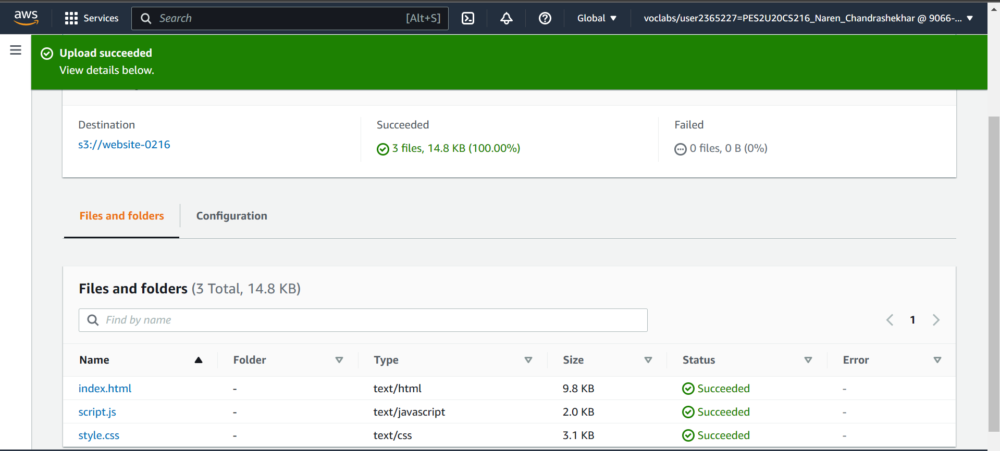 aws Services Search [Alt+S] Global voclabs/user2365227=PES2U20CS216_Naren_Chandrashekhar @ 9066-...
Upload succeeded
View details below.
Destination Succeeded Failed
s3://website-0216 3 files, 14.8 KB (100.00%) 0 files, 0 B (0%)
Files and folders Configuration
Files and folders (3 Total, 14.8 KB)
Find by name 1
Name Folder Type Size Status Error
index.html - text/html 9.8 KB Succeeded -
script.js - text/javascript 2.0 KB Succeeded -
style.css - text/css 3.1 KB Succeeded -